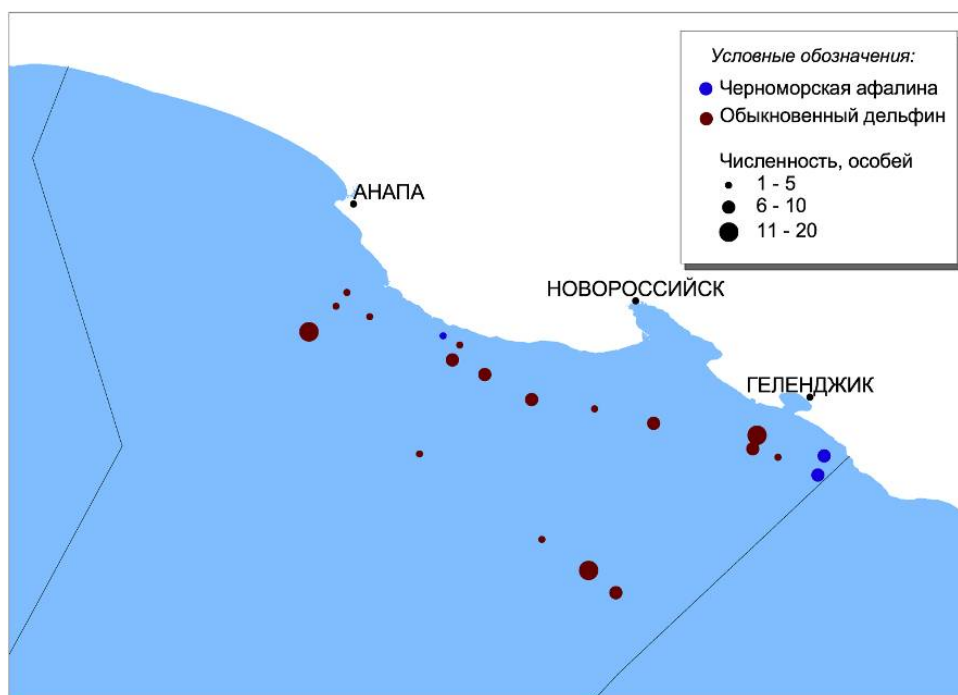 Условные обозначения:
Черноморская афалина
Обыкновенный дельфин
Численность, особей
1 - 5
6 - 10
11 - 20
АНАПА
НОВОРОССИЙСК
ГЕЛЕНДЖИК